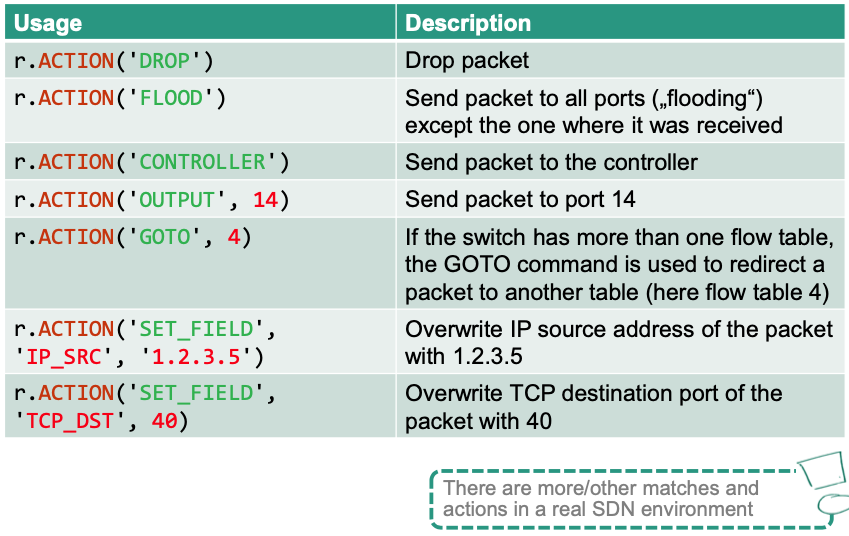 Usage Description
r.ACTION('DROP') Drop packet
r.ACTION('FLOOD') Send packet to all ports („flooding“)
except the one where it was received
r.ACTION('CONTROLLER') Send packet to the controller
r.ACTION('OUTPUT', 14) Send packet to port 14
r.ACTION('GOTO', 4) If the switch has more than one flow table,
the GOTO command is used to redirect a
packet to another table (here flow table 4)
r.ACTION('SET_FIELD', Overwrite IP source address of the packet
'IP_SRC', '1.2.3.5') with 1.2.3.5
r.ACTION('SET_FIELD', Overwrite TCP destination port of the
'TCP_DST', 40) packet with 40
There are more/other matches and
actions in a real SDN environment